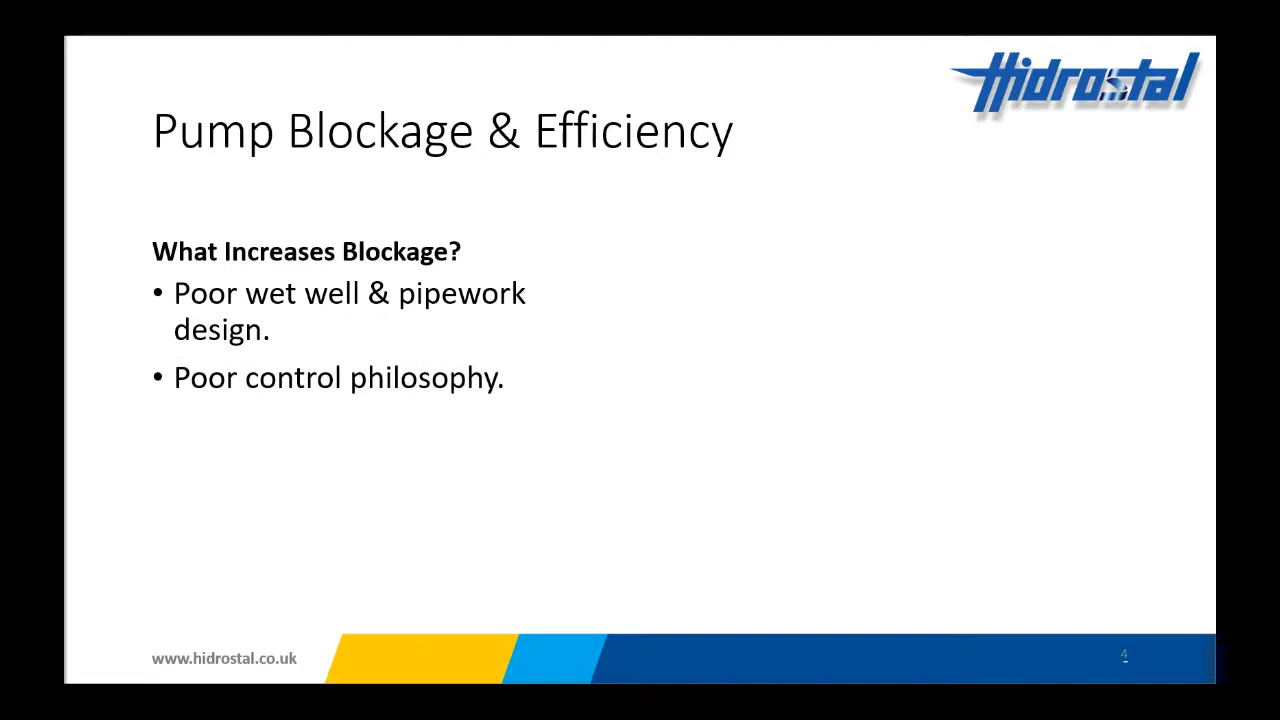 Hidrostal
Pump Blockage & Efficiency
What Increases Blockage?
• Poor wet well & pipework
design.
• Poor control philosophy.
www.hidrostal.co.uk
4